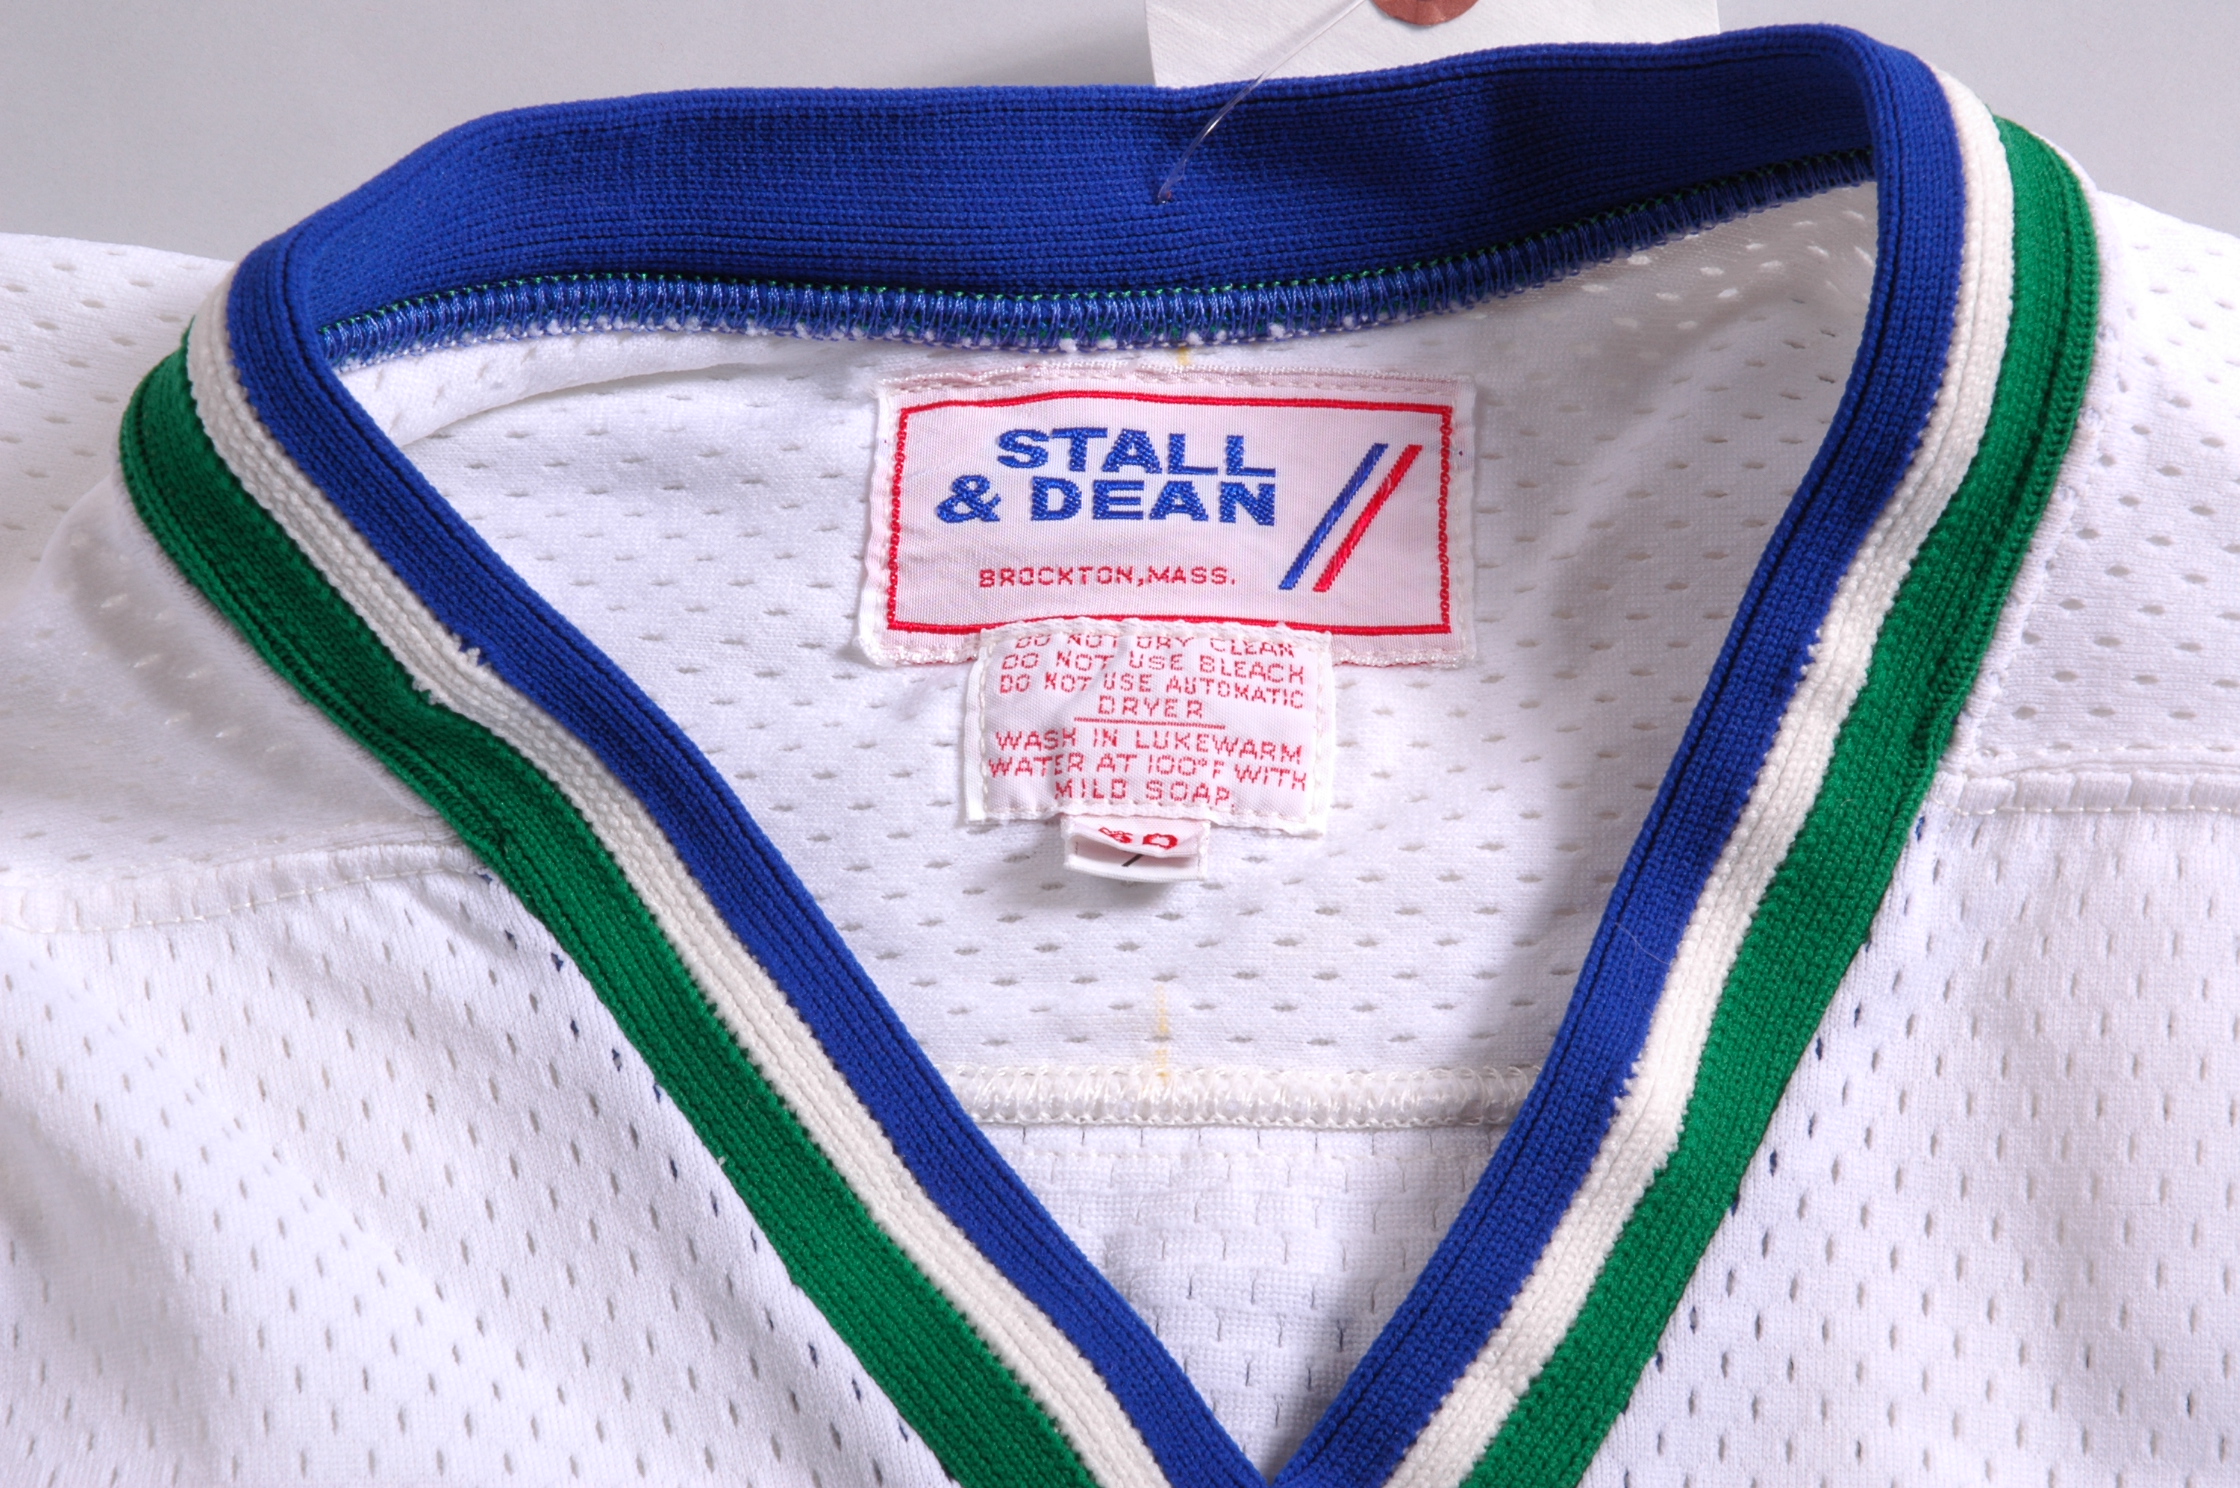 STALL
& DEAN
BROCKTON, MASS.
DO NOT DRY CLEAN
DO NOT USE BLEACH
DO NOT USE AUTOMATIC
DRYER
WASH IN LUKEWARM
WATER AT 100°F WITH
MILD SOAP